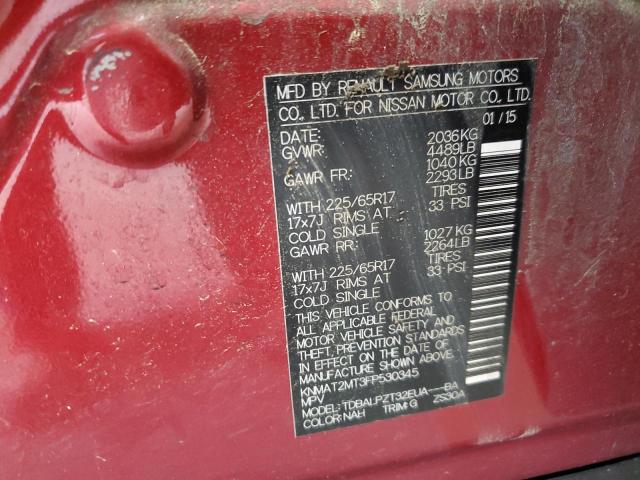 MFD BY RENAULT SAMSUNG MOTORS
CO., LTD. FOR NISSAN MOTOR CO., LTD.
01/15
DATE: 2036KG
GVWR: 4489LB
1040KG
GAWR FR: 2293LB
TIRES
WITH 225/65R17 33 PSI
17x7J RIMS AT
COLD SINGLE 1027KG
GAWR RR: 2264LB
TIRES
WITH 225/65R17 33 PSI
17x7J RIMS AT
COLD SINGLE
THIS VEHICLE CONFORMS TO
ALL APPLICABLE FEDERAL
MOTOR VEHICLE SAFETY AND
THEFT PREVENTION STANDARDS
IN EFFECT ON THE DATE OF
MANUFACTURE SHOWN ABOVE.
KNMAT2MT3FP530345
MPV
MODEL: TDBALPZT32EUA----BA
COLOR:NAH TRIM:G ZS30A